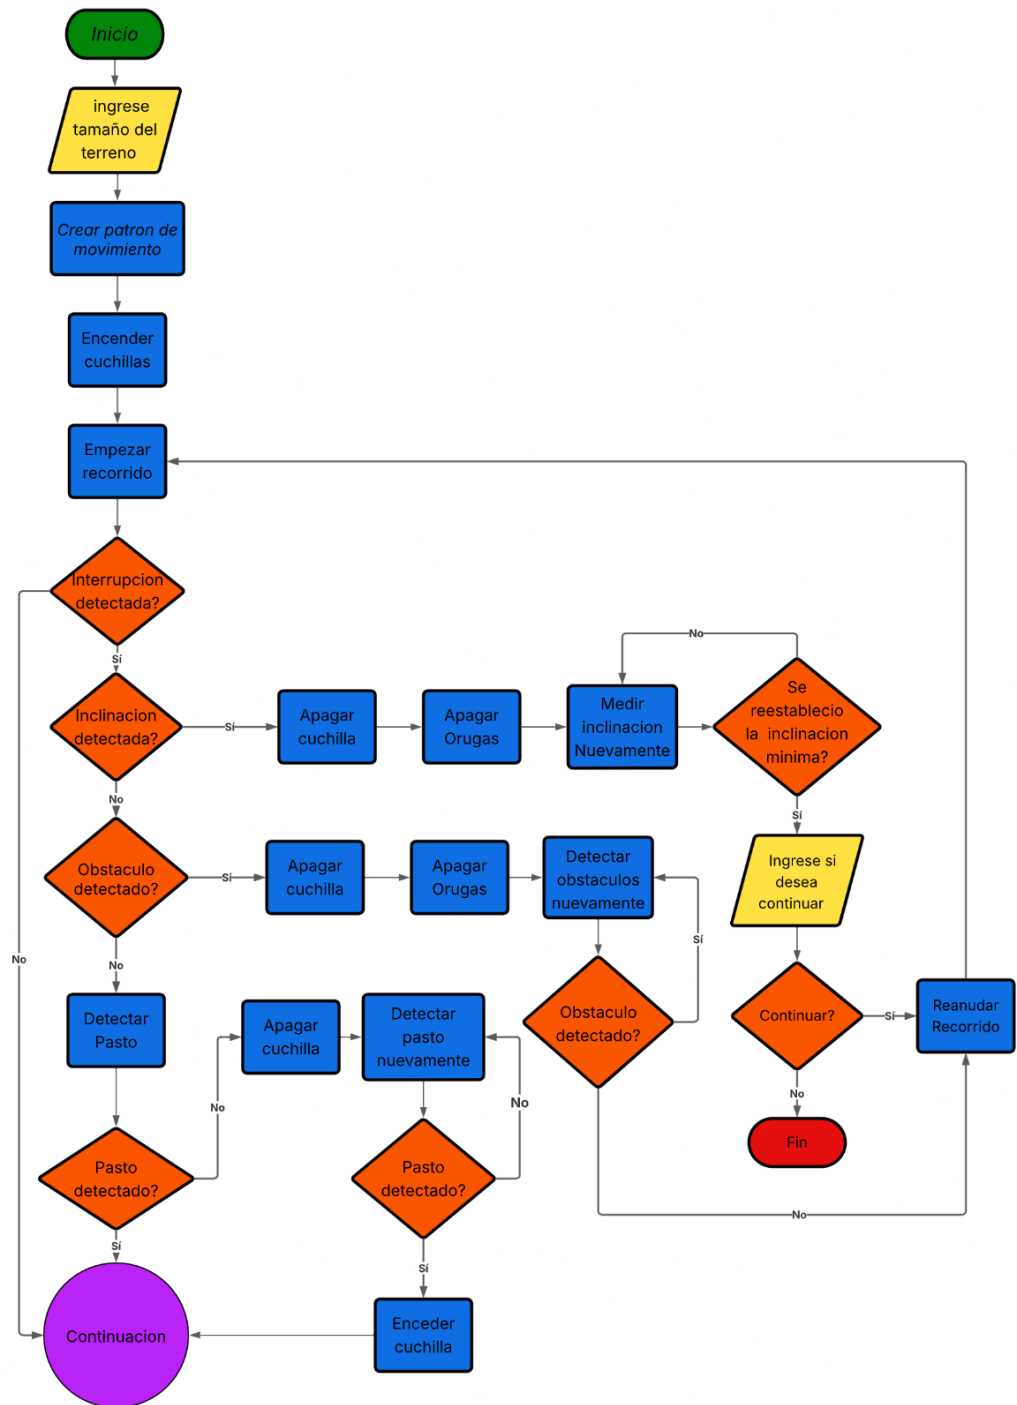 Inicio
ingrese
tamaño del
terreno
Crear patron de
movimiento
Encender
cuchillas
Empezar
recorrido
Interrupcion
detectada?
Sí
No
Inclinacion
detectada?
Sí
Apagar
cuchilla
Apagar
Orugas
Medir
inclinacion
Nuevamente
No
Se
reestablecio
la inclinacion
minima?
Sí
Ingrese si
desea
continuar
Continuar?
Sí
Reanudar
Recorrido
No
Fin
No
Obstaculo
detectado?
Sí
Apagar
cuchilla
Apagar
Orugas
Detectar
obstaculos
nuevamente
Sí
Obstaculo
detectado?
No
No
Detectar
Pasto
Pasto
detectado?
No
Apagar
cuchilla
Detectar
pasto
nuevamente
No
Pasto
detectado?
Sí
Enceder
cuchilla
Sí
Continuacion